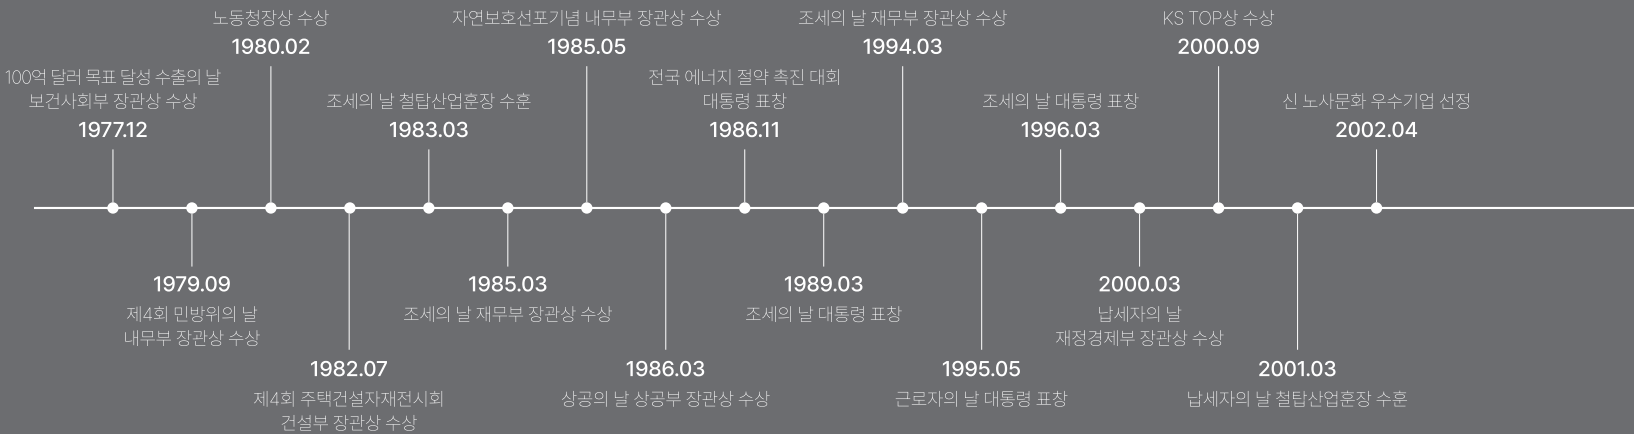 100억 달러 목표 달성 수출의 날
보건사회부 장관상 수상
1977.12
1979.09
제4회 민방위의 날
내무부 장관상 수상
노동청장상 수상
1980.02
1982.07
제4회 주택건설자재전시회
건설부 장관상 수상
조세의 날 철탑산업훈장 수훈
1983.03
1985.03
조세의 날 재무부 장관상 수상
자연보호선포기념 내무부 장관상 수상
1985.05
1986.03
상공의 날 상공부 장관상 수상
전국 에너지 절약 촉진 대회
대통령 표창
1986.11
1989.03
조세의 날 대통령 표창
조세의 날 재무부 장관상 수상
1994.03
1995.05
근로자의 날 대통령 표창
조세의 날 대통령 표창
1996.03
2000.03
납세자의 날
재정경제부 장관상 수상
KS TOP상 수상
2000.09
2001.03
납세자의 날 철탑산업훈장 수훈
신 노사문화 우수기업 선정
2002.04